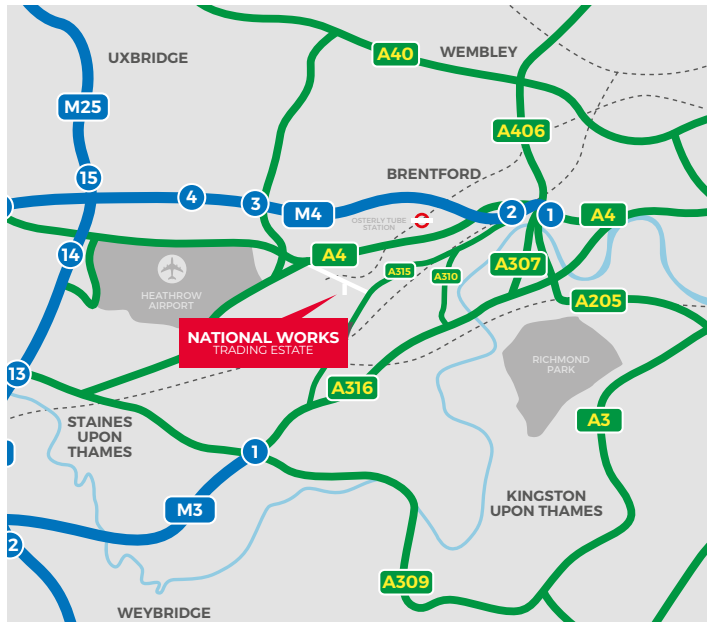 UXBRIDGE
A40
WEMBLEY
M25
A406
15
BRENTFORD
4
3
M4
OSTERLY TUBE
STATION
2
1
A4
14
A4
A315
A310
A307
HEATHROW
AIRPORT
A205
NATIONAL WORKS
TRADING ESTATE
RICHMOND
PARK
13
A316
A3
STAINES
UPON
THAMES
1
M3
KINGSTON
UPON THAMES
2
A309
WEYBRIDGE